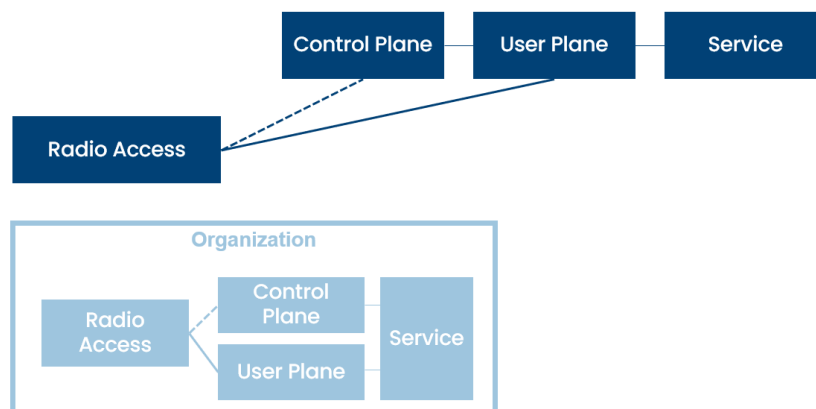 Control Plane
User Plane
Service
Radio Access
Organization
Radio
Access
Control
Plane
User Plane
Service